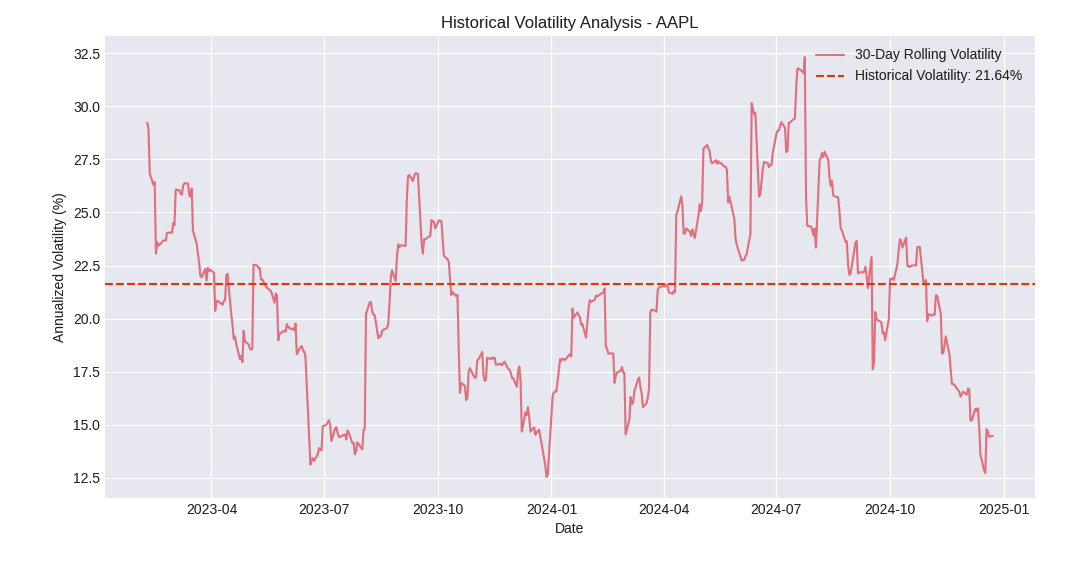 Historical Volatility Analysis - AAPL
30-Day Rolling Volatility
Historical Volatility: 21.64%
Annualized Volatility (%)
32.5
30.0
27.5
25.0
22.5
20.0
17.5
15.0
12.5
2023-04 2023-07 2023-10 2024-01 2024-04 2024-07 2024-10 2025-01
Date